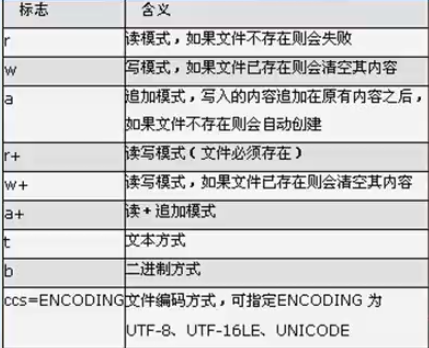 标志 含义
r 读模式，如果文件不存在则会失败
w 写模式，如果文件已存在则会清空其内容
a 追加模式，写入的内容追加在原有内容之后，
如果文件不存在则会自动创建
r+ 读写模式（文件必须存在）
w+ 读写模式，如果文件已存在则会清空其内容
a+ 读＋追加模式
t 文本方式
b 二进制方式
ccs=ENCODING 文件编码方式，可指定ENCODING 为
UTF-8、UTF-16LE、UNICODE